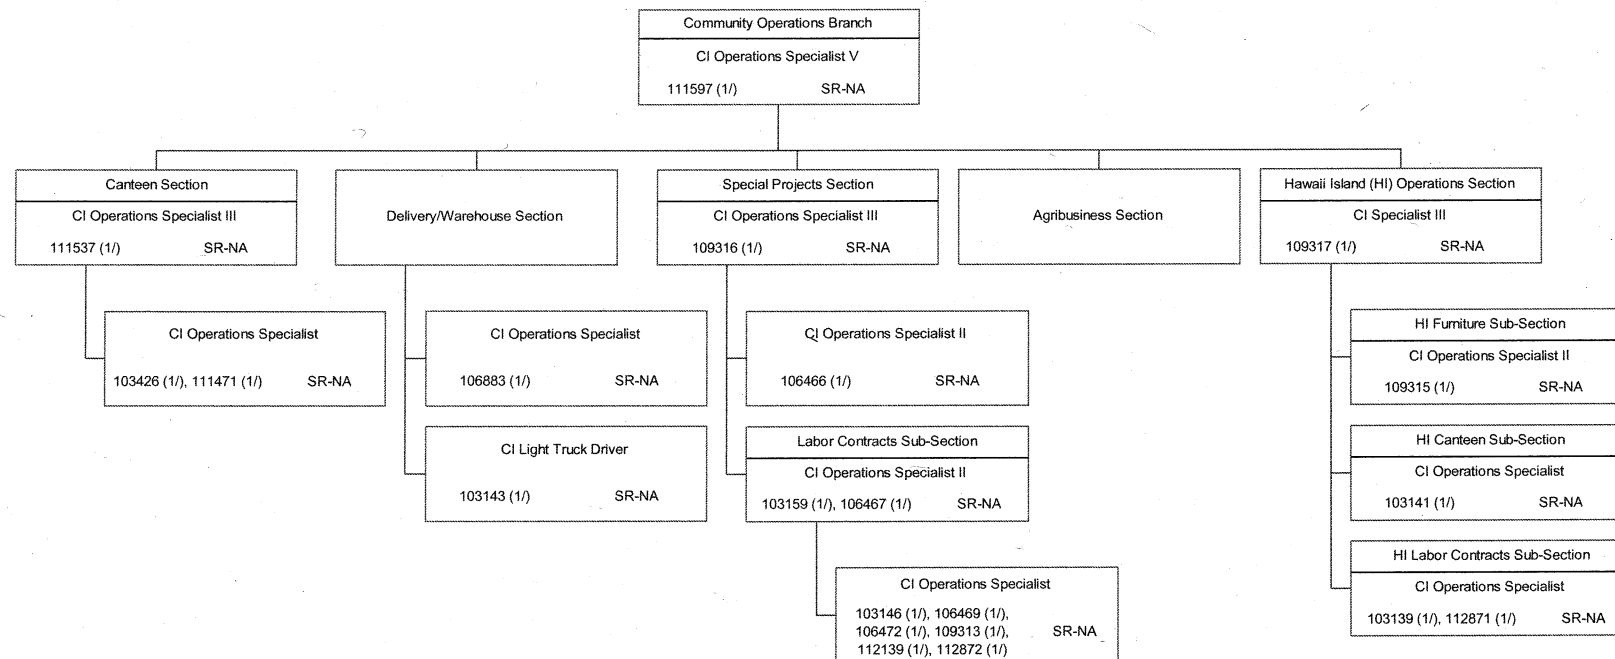 Community Operations Branch
CI Operations Specialist V
111597 (1/) SR-NA
Canteen Section
CI Operations Specialist III
111537 (1/) SR-NA
Delivery/Warehouse Section
Special Projects Section
CI Operations Specialist III
109316 (1/) SR-NA
Agribusiness Section
Hawaii Island (HI) Operations Section
CI Specialist III
109317 (1/) SR-NA
CI Operations Specialist
103426 (1/), 111471 (1/) SR-NA
CI Operations Specialist
106883 (1/) SR-NA
CI Light Truck Driver
103143 (1/) SR-NA
CI Operations Specialist II
106466 (1/) SR-NA
Labor Contracts Sub-Section
CI Operations Specialist II
103159 (1/), 106467 (1/) SR-NA
CI Operations Specialist
103146 (1/), 106469 (1/),
106472 (1/), 109313 (1/), SR-NA
112139 (1/), 112872 (1/)
HI Furniture Sub-Section
CI Operations Specialist II
109315 (1/) SR-NA
HI Canteen Sub-Section
CI Operations Specialist
103141 (1/) SR-NA
HI Labor Contracts Sub-Section
CI Operations Specialist
103139 (1/), 112871 (1/) SR-NA